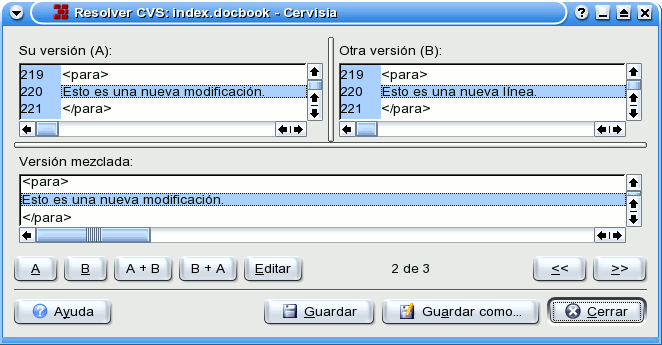 Resolver CVS: index.docbook - Cervisia
Su versión (A):
219 <para>
220 Esto es una nueva modificación.
221 </para>
Otra versión (B):
219 <para>
220 Esto es una nueva línea.
221 </para>
Versión mezclada:
<para>
Esto es una nueva modificación.
</para>
A B A + B B + A Editar 2 de 3 << >>
Ayuda Guardar Guardar como... Cerrar